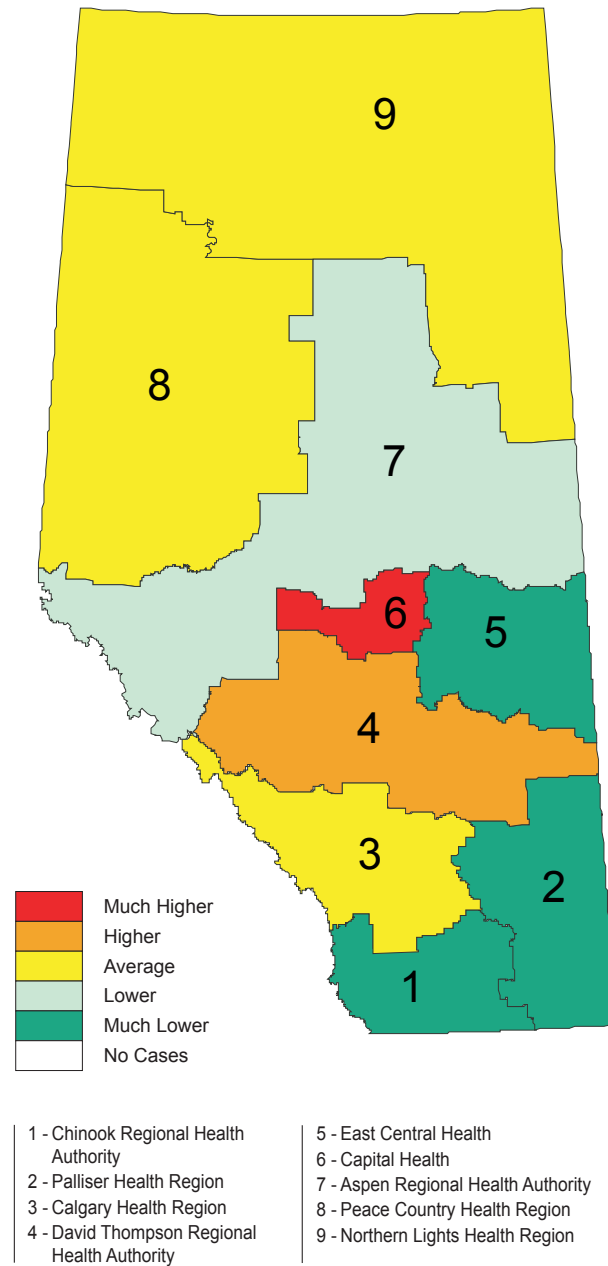 9
8
7
6
5
4
3
2
1
Much Higher
Higher
Average
Lower
Much Lower
No Cases
1 - Chinook Regional Health
Authority
2 - Palliser Health Region
3 - Calgary Health Region
4 - David Thompson Regional
Health Authority
5 - East Central Health
6 - Capital Health
7 - Aspen Regional Health Authority
8 - Peace Country Health Region
9 - Northern Lights Health Region